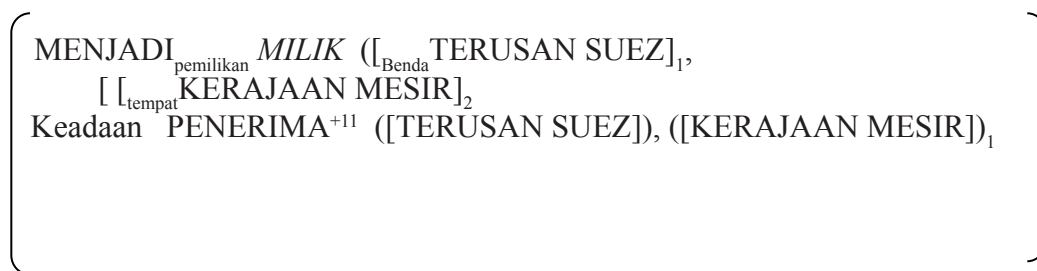 MENJADI pemilikan MILIK ([Benda TERUSAN SUEZ]1,
[ [tempat KERAJAAN MESIR]2
Keadaan PENERIMA+11 ([TERUSAN SUEZ]), ([KERAJAAN MESIR])1